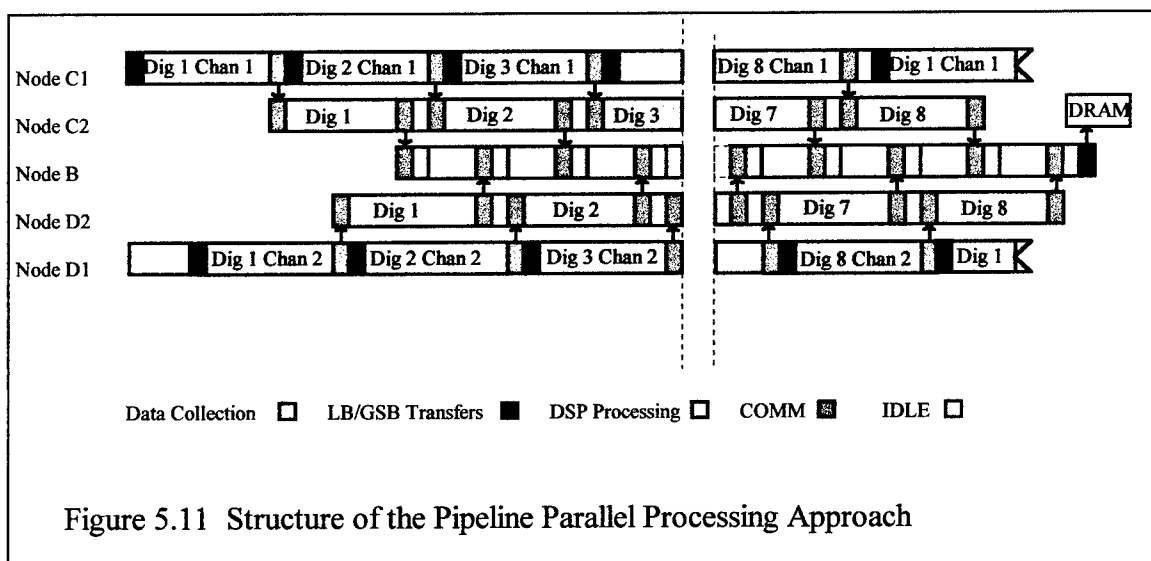 Node C1 Dig 1 Chan 1 Dig 2 Chan 1 Dig 3 Chan 1 Dig 8 Chan 1 Dig 1 Chan 1
Node C2 Dig 1 Dig 2 Dig 3 Dig 7 Dig 8 DRAM
Node B
Node D2 Dig 1 Dig 2 Dig 7 Dig 8
Node D1 Dig 1 Chan 2 Dig 2 Chan 2 Dig 3 Chan 2 Dig 8 Chan 2 Dig 1
Data Collection LB/GSB Transfers DSP Processing COMM IDLE
Figure 5.11 Structure of the Pipeline Parallel Processing Approach